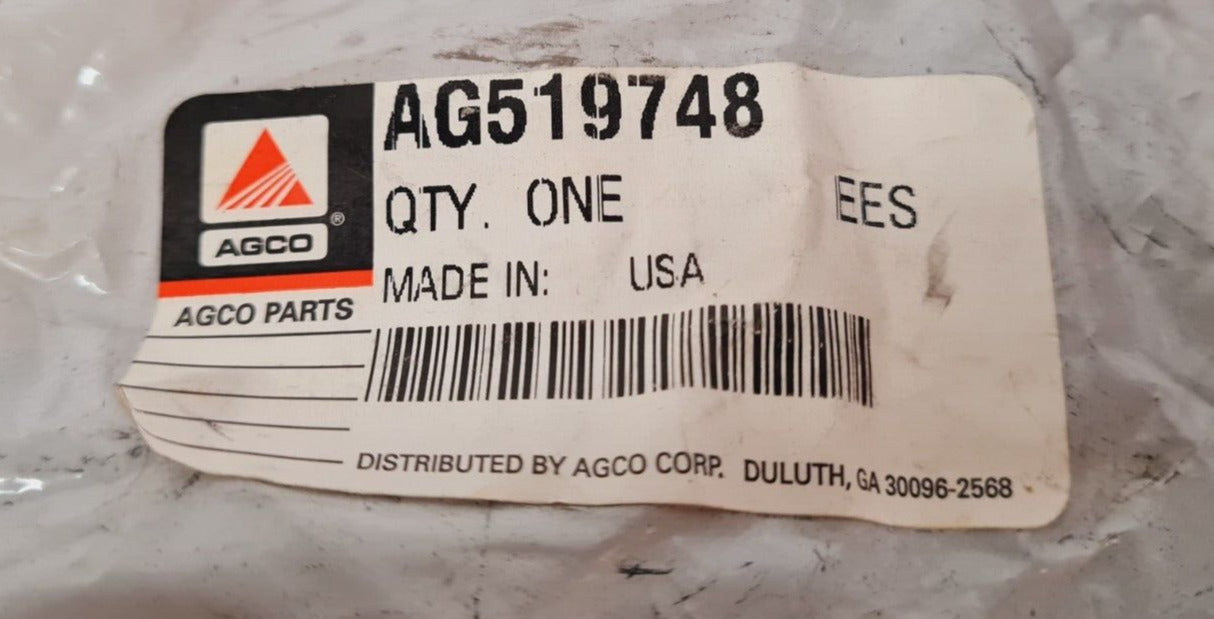 AG519748
QTY. ONE EES
MADE IN: USA
AGCO ®
AGCO PARTS
DISTRIBUTED BY AGCO CORP. DULUTH, GA 30096-2568